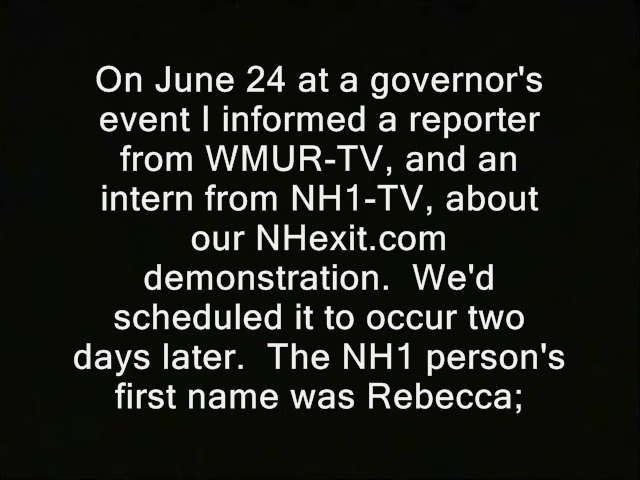 On June 24 at a governor's
event I informed a reporter
from WMUR-TV, and an
intern from NH1-TV, about
our NHexit.com
demonstration.  We'd
scheduled it to occur two
days later.  The NH1 person's
first name was Rebecca;